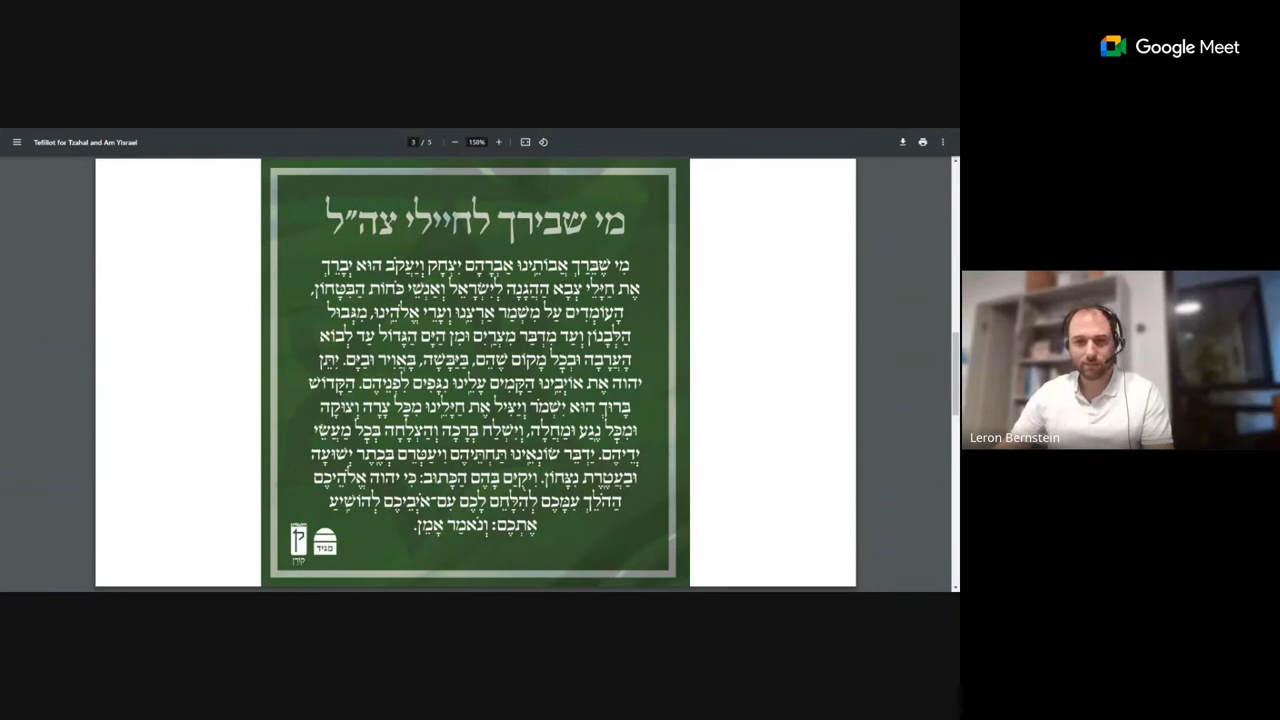 Google Meet
Tefillot for Tzahal and Am Yisrael
3 / 5
158%
מי שבירך לחיילי צה״ל
מִי שֶׁבֵּרַךְ אֲבוֹתֵֽינוּ אַבְרָהָם יִצְחָק וְיַעֲקֹב הוּא יְבָרֵךְ
אֶת חַיָּלֵי צְבָא הַהֲגָנָה לְיִשְׂרָאֵל וְאַנְשֵׁי כֹּחוֹת הַבִּטָּחוֹן,
הָעוֹמְדִים עַל מִשְׁמַר אַרְצֵֽנוּ וְעָרֵי אֱלֹהֵֽינוּ, מִגְּבוּל
הַלְּבָנוֹן וְעַד מִדְבַּר מִצְרַֽיִם וּמִן הַיָּם הַגָּדוֹל עַד לְבוֹא
הָעֲרָבָה וּבְכָל מָקוֹם שֶׁהֵם, בַּיַּבָּשָׁה, בָּאֲוִיר וּבַיָּם. יִתֵּן
יהוה אֶת אוֹיְבֵֽינוּ הַקָּמִים עָלֵֽינוּ נִגָּפִים לִפְנֵיהֶם. הַקָּדוֹשׁ
בָּרוּךְ הוּא יִשְׁמֹר וְיַצִּיל אֶת חַיָּלֵֽינוּ מִכָּל צָרָה וְצוּקָה
וּמִכָּל נֶֽגַע וּמַחֲלָה, וְיִשְׁלַח בְּרָכָה וְהַצְלָחָה בְּכָל מַעֲשֵׂי
יְדֵיהֶם. יַדְבֵּר שׂוֹנְאֵֽינוּ תַּחְתֵּיהֶם וִיעַטְּרֵם בְּכֶֽתֶר יְשׁוּעָה
וּבַעֲטֶֽרֶת נִצָּחוֹן. וִיקֻיַּם בָּהֶם הַכָּתוּב: כִּי יהוה אֱלֹהֵיכֶם
הַהֹלֵךְ עִמָּכֶם לְהִלָּחֵם לָכֶם עִם־אֹיְבֵיכֶם לְהוֹשִׁיעַ
אֶתְכֶם: וְנֹאמַר אָמֵן.
ק
קורן
מגיד
Leron Bernstein